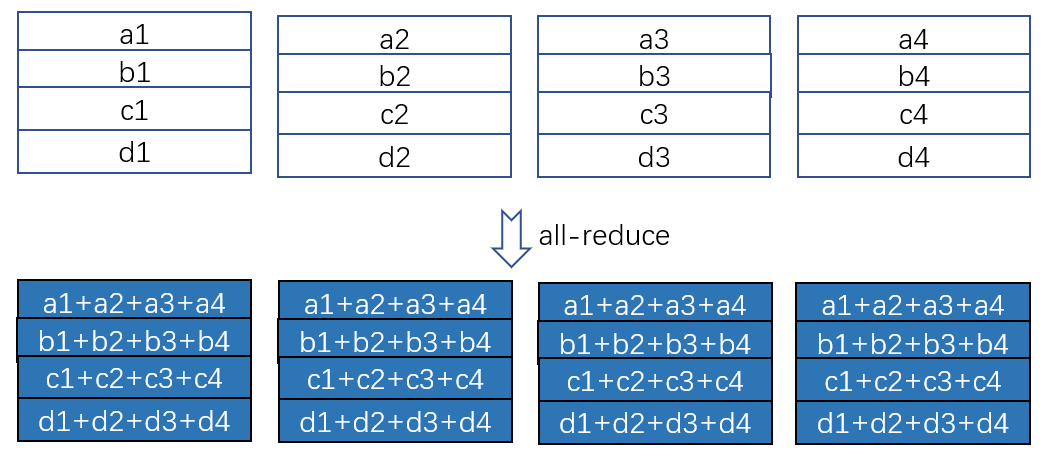 a1 a2 a3 a4
b1 b2 b3 b4
c1 c2 c3 c4
d1 d2 d3 d4
all-reduce
a1+a2+a3+a4 a1+a2+a3+a4 a1+a2+a3+a4 a1+a2+a3+a4
b1+b2+b3+b4 b1+b2+b3+b4 b1+b2+b3+b4 b1+b2+b3+b4
c1+c2+c3+c4 c1+c2+c3+c4 c1+c2+c3+c4 c1+c2+c3+c4
d1+d2+d3+d4 d1+d2+d3+d4 d1+d2+d3+d4 d1+d2+d3+d4